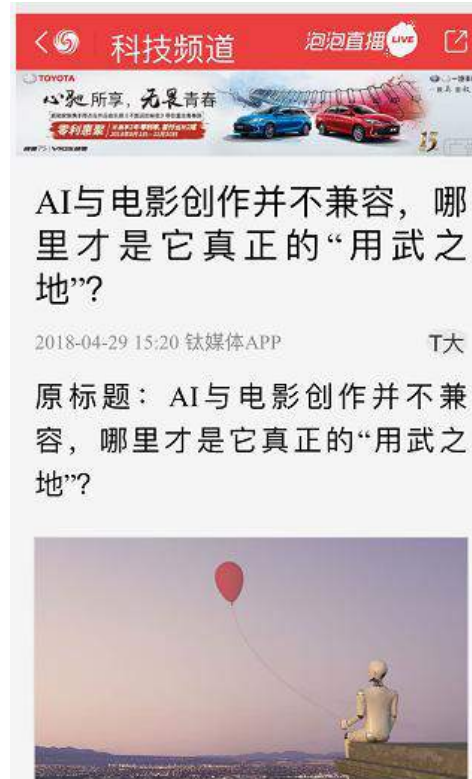 科技频道
泡泡直播 LIVE
TOYOTA
心驰所享，无畏青春
零利惠聚
15
广告
AI与电影创作并不兼容，哪
里才是它真正的“用武之
地”？
2018-04-29 15:20 钛媒体APP
T大
原标题：AI与电影创作并不兼
容，哪里才是它真正的“用武之
地”？